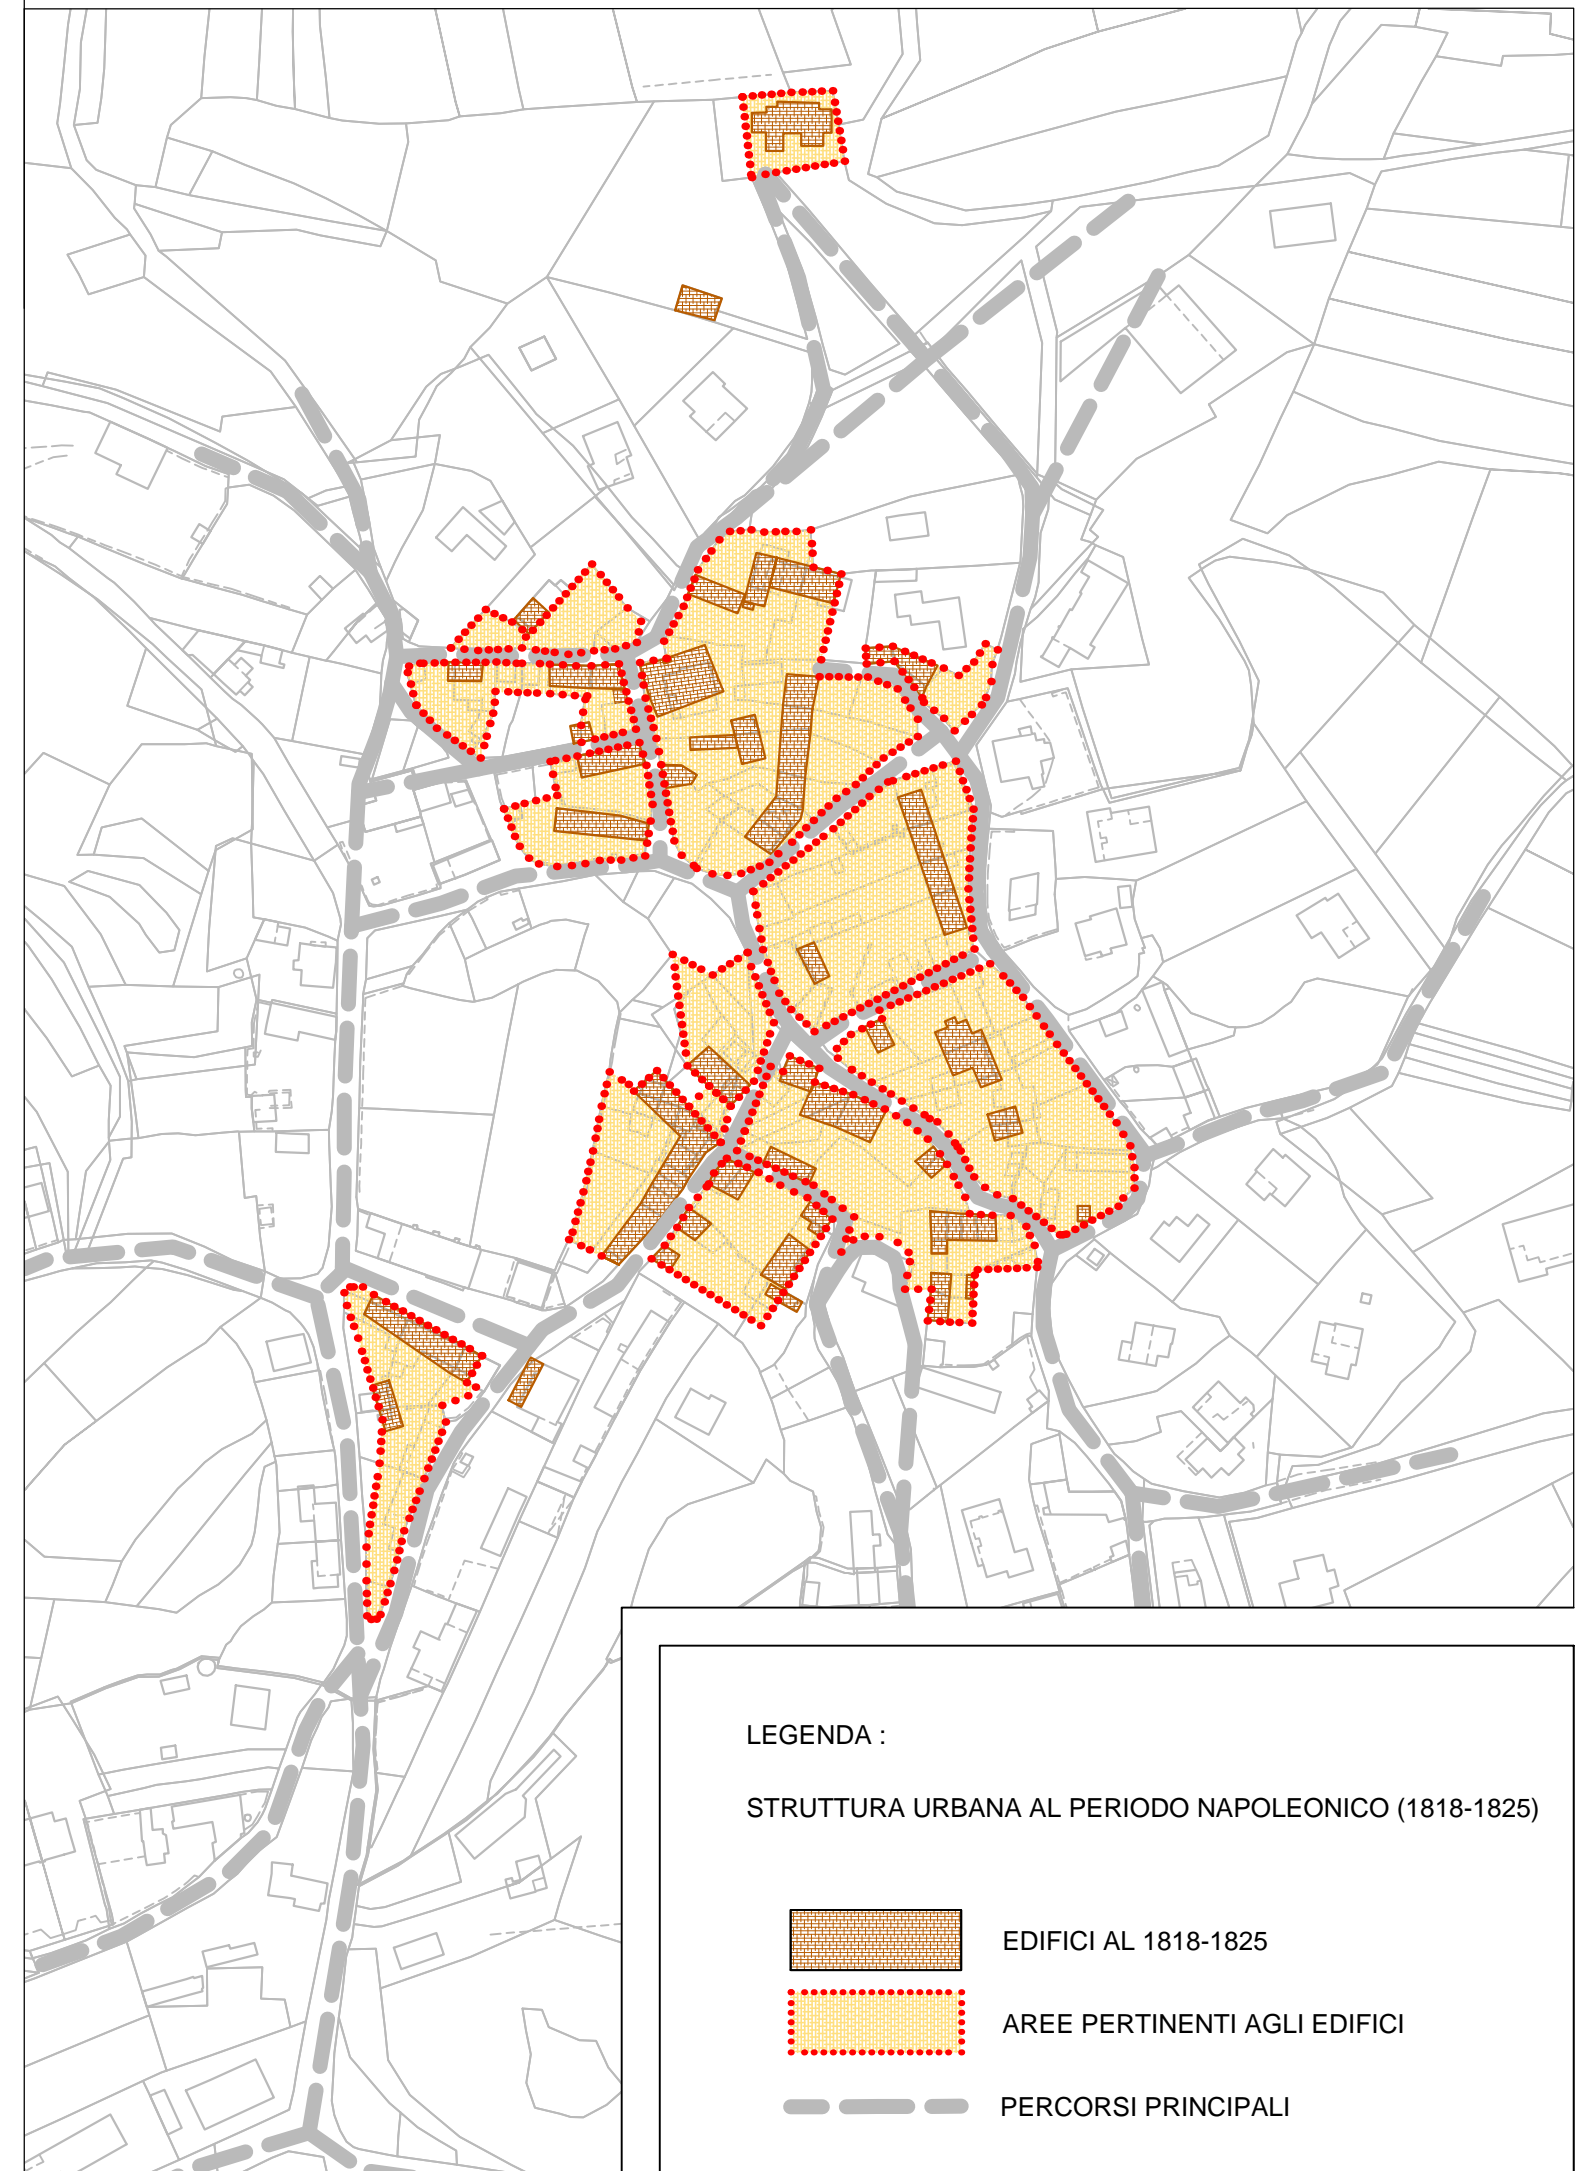 LEGENDA :
STRUTTURA URBANA AL PERIODO NAPOLEONICO (1818-1825)
EDIFICI AL 1818-1825
AREE PERTINENTI AGLI EDIFICI
PERCORSI PRINCIPALI